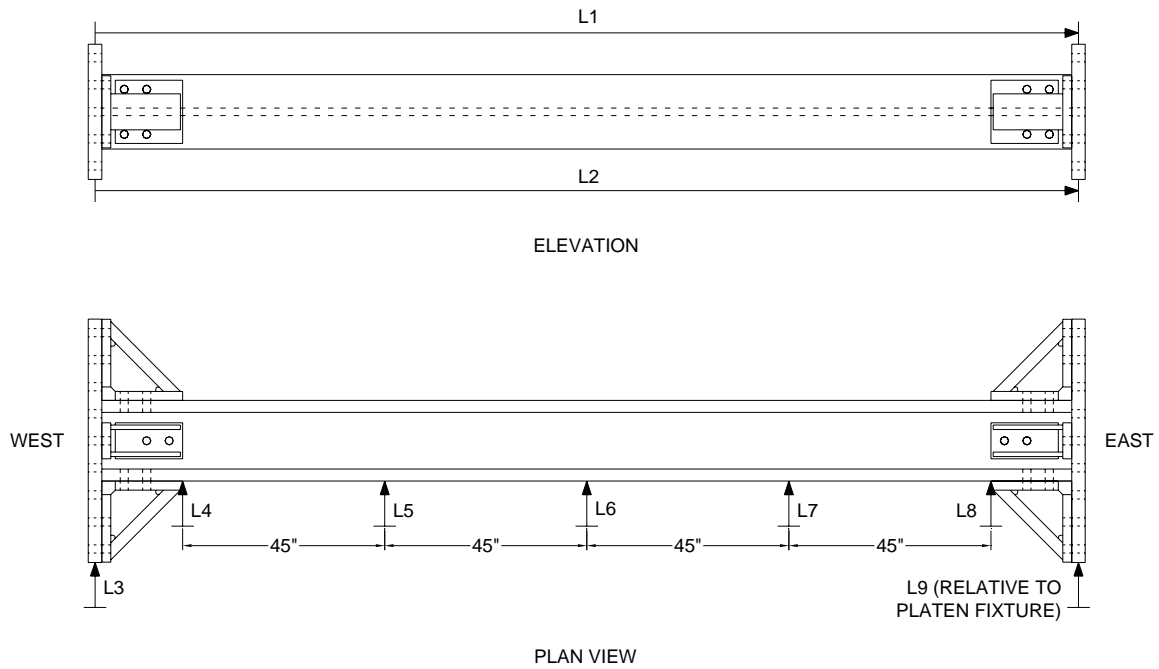 L1
L2
ELEVATION
WEST
EAST
L4
L5
L6
L7
L8
45"
45"
45"
45"
L3
L9 (RELATIVE TO
PLATEN FIXTURE)
PLAN VIEW